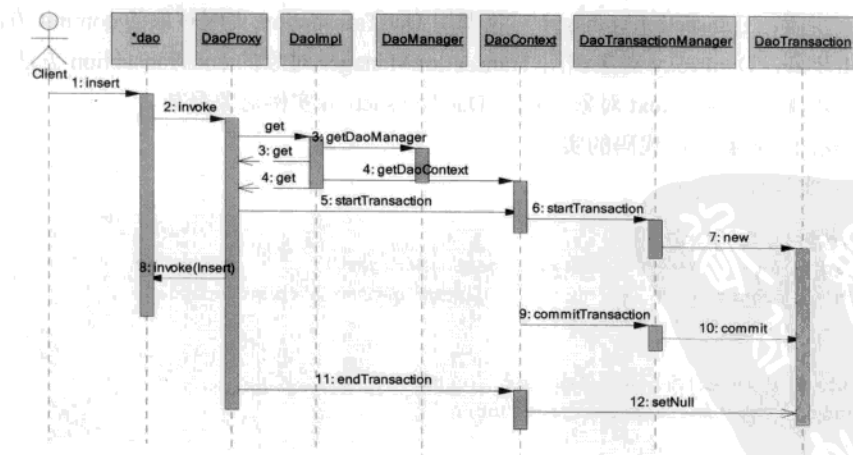 *dao
DaoProxy
DaoImpl
DaoManager
DaoContext
DaoTransactionManager
DaoTransaction
Client
1: insert
2: invoke
get
3: getDaoManager
3: get
4: getDaoContext
4: get
5: startTransaction
6: startTransaction
7: new
8: invoke(Insert)
9: commitTransaction
10: commit
11: endTransaction
12: setNull